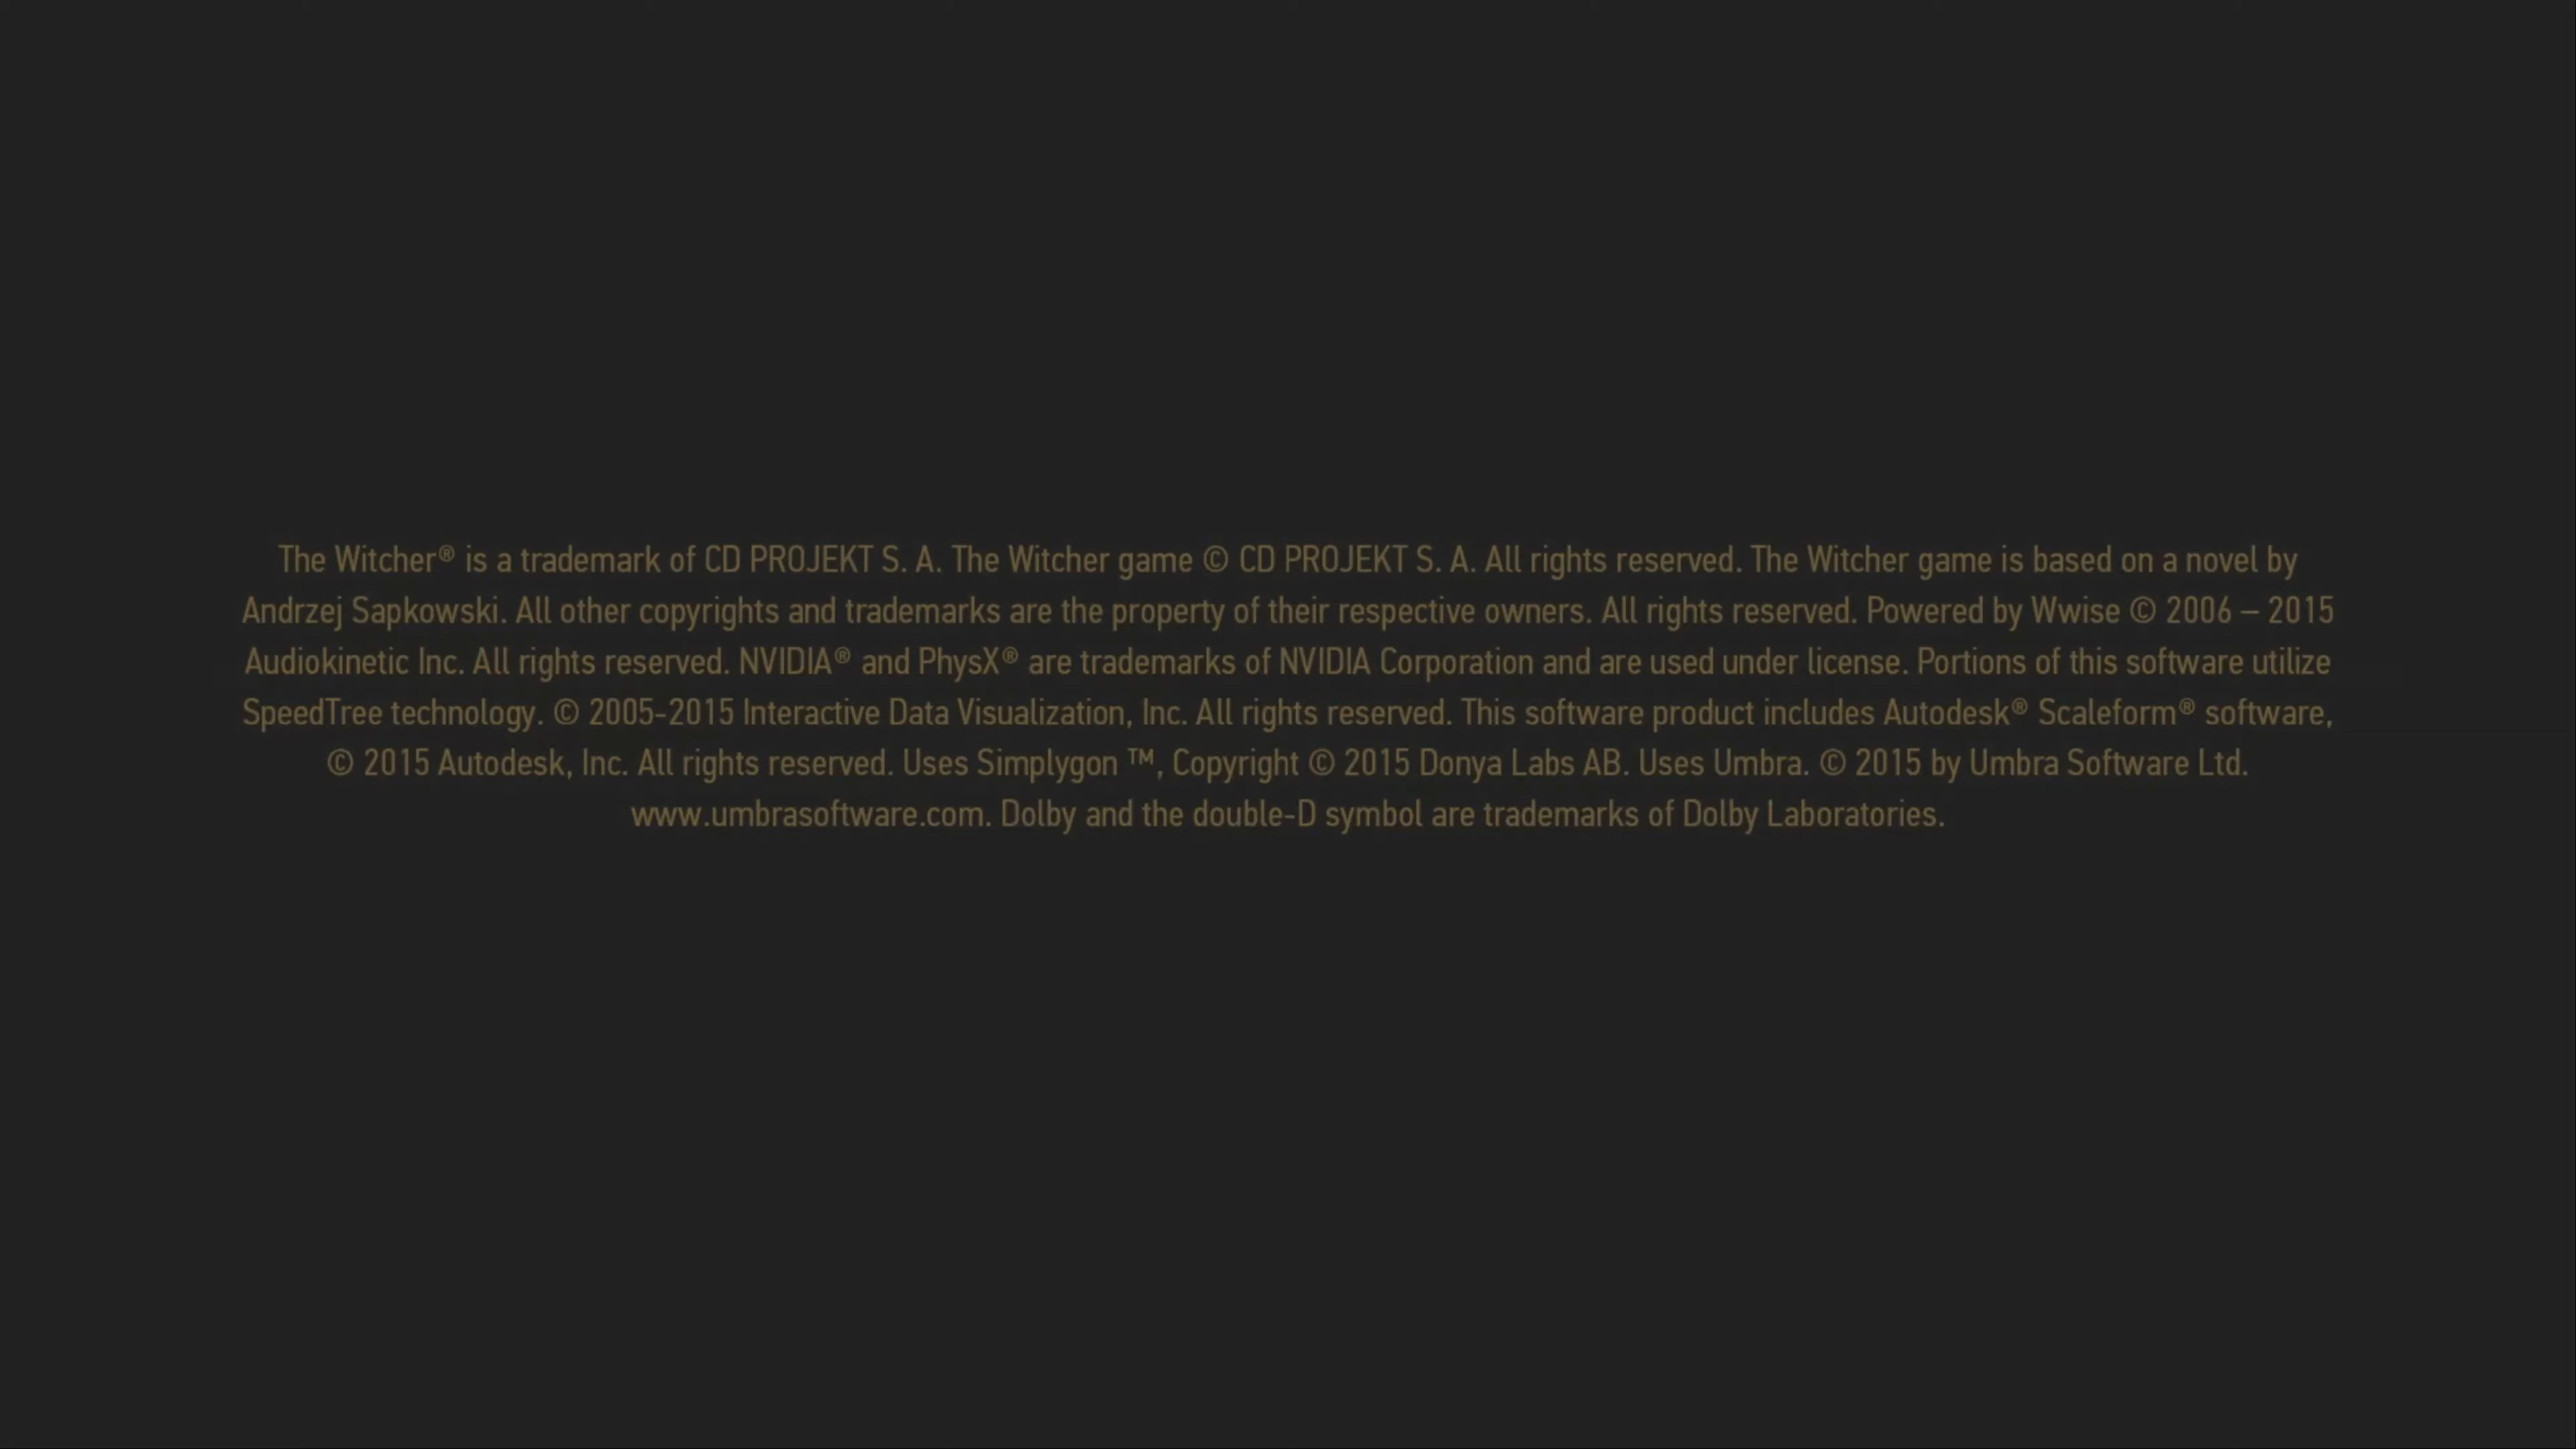 The Witcher® is a trademark of CD PROJEKT S. A. The Witcher game © CD PROJEKT S. A. All rights reserved. The Witcher game is based on a novel by
Andrzej Sapkowski. All other copyrights and trademarks are the property of their respective owners. All rights reserved. Powered by Wwise © 2006 – 2015
Audiokinetic Inc. All rights reserved. NVIDIA® and PhysX® are trademarks of NVIDIA Corporation and are used under license. Portions of this software utilize
SpeedTree technology. © 2005-2015 Interactive Data Visualization, Inc. All rights reserved. This software product includes Autodesk® Scaleform® software,
© 2015 Autodesk, Inc. All rights reserved. Uses Simplygon ™, Copyright © 2015 Donya Labs AB. Uses Umbra. © 2015 by Umbra Software Ltd.
www.umbrasoftware.com. Dolby and the double-D symbol are trademarks of Dolby Laboratories.